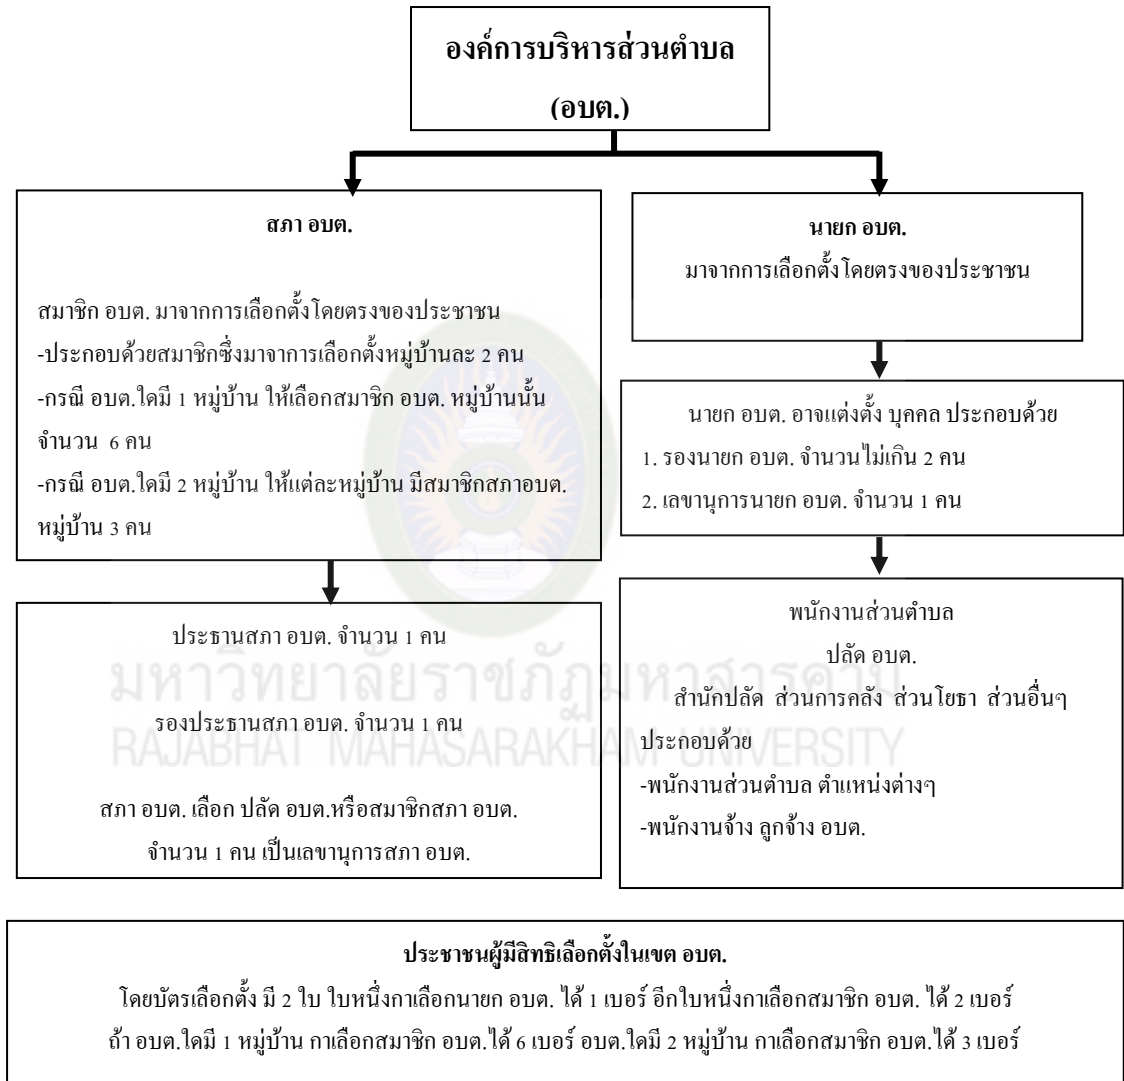 องค์การบริหารส่วนตำบล
(อบต.)
สภา อบต.
สมาชิก อบต. มาจากการเลือกตั้งโดยตรงของประชาชน
-ประกอบด้วยสมาชิกซึ่งมาจาการเลือกตั้งหมู่บ้านละ 2 คน
-กรณี อบต.ใดมี 1 หมู่บ้าน ให้เลือกสมาชิก อบต. หมู่บ้านนั้น
จำนวน 6 คน
-กรณี อบต.ใดมี 2 หมู่บ้าน ให้แต่ละหมู่บ้าน มีสมาชิกสภาอบต.
หมู่บ้าน 3 คน
ประธานสภา อบต. จำนวน 1 คน
รองประธานสภา อบต. จำนวน 1 คน
สภา อบต. เลือก ปลัด อบต.หรือสมาชิกสภา อบต.
จำนวน 1 คน เป็นเลขานุการสภา อบต.
นายก อบต.
มาจากการเลือกตั้งโดยตรงของประชาชน
นายก อบต. อาจแต่งตั้ง บุคคล ประกอบด้วย
1. รองนายก อบต. จำนวนไม่เกิน 2 คน
2. เลขานุการนายก อบต. จำนวน 1 คน
พนักงานส่วนตำบล
ปลัด อบต.
สำนักปลัด ส่วนการคลัง ส่วนโยธา ส่วนอื่นๆ
ประกอบด้วย
-พนักงานส่วนตำบล ตำแหน่งต่างๆ
-พนักงานจ้าง ลูกจ้าง อบต.
มหาวิทยาลัยราชภัฏมหาสารคาม
RAJABHAT MAHASARAKHAM UNIVERSITY
ประชาชนผู้มีสิทธิเลือกตั้งในเขต อบต.
โดยบัตรเลือกตั้ง มี 2 ใบ ใบหนึ่งกาเลือกนายก อบต. ได้ 1 เบอร์ อีกใบหนึ่งกาเลือกสมาชิก อบต. ได้ 2 เบอร์
ถ้า อบต.ใดมี 1 หมู่บ้าน กาเลือกสมาชิก อบต.ได้ 6 เบอร์ อบต.ใดมี 2 หมู่บ้าน กาเลือกสมาชิก อบต.ได้ 3 เบอร์